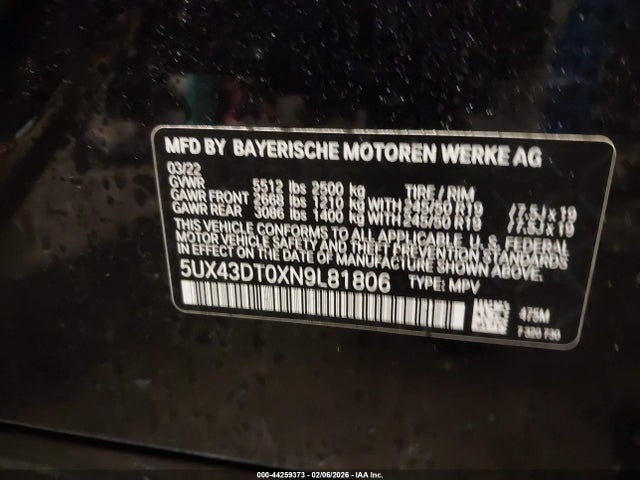 MFD BY BAYERISCHE MOTOREN WERKE AG
03/22
GVWR 5512 lbs 2500 kg TIRE / RIM
GAWR FRONT 2668 lbs 1210 kg WITH 245/50 R19 / 7.5J x 19
GAWR REAR 3086 lbs 1400 kg WITH 245/50 R19 / 7.5J x 19
THIS VEHICLE CONFORMS TO ALL APPLICABLE U. S. FEDERAL
MOTOR VEHICLE SAFETY AND THEFT PREVENTION STANDARDS
IN EFFECT ON THE DATE OF MANUFACTURE SHOWN ABOVE.
5UX43DT0XN9L81806 TYPE: MPV
475M
7 320 730
000-44259373 - 02/06/2026 - IAA Inc.